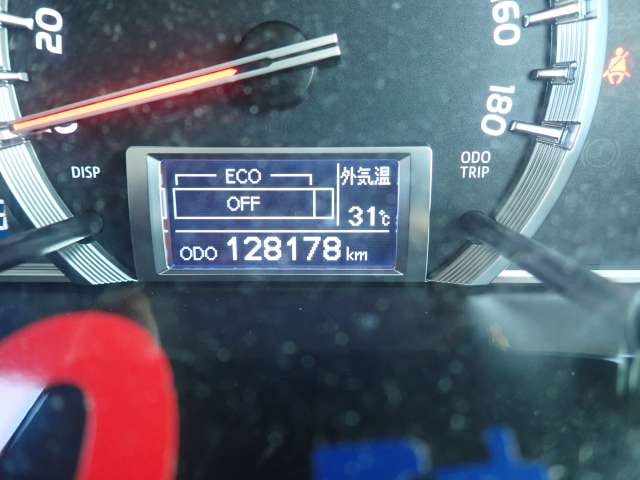 20
160
180
DISP
ODO
TRIP
ECO
外気温
OFF
31℃
ODO 128178 km